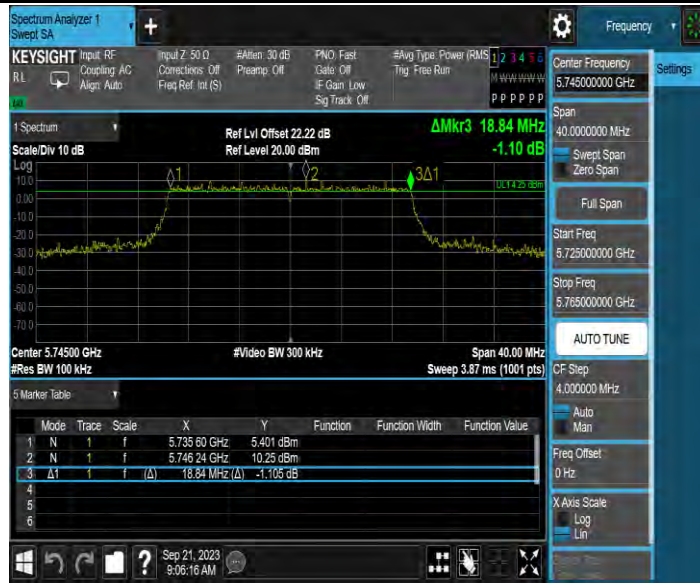 Spectrum Analyzer 1
Swept SA
+
Frequency
KEYSIGHT
RL
Input: RF
Coupling: AC
Align: Auto
Input Z: 50 Ω
Corrections: Off
Freq Ref: Int (S)
#Atten: 30 dB
Preamp: Off
PNO: Fast
Gate: Off
IF Gain: Low
Sig Track: Off
#Avg Type: Power (RMS
Trig: Free Run
1 2 3 4 5 6
M W W W W W
P P P P P P
1 Spectrum
Scale/Div 10 dB
Ref Lvl Offset 22.22 dB
Ref Level 20.00 dBm
ΔMkr3 18.84 MHz
-1.10 dB
Log
10.0
0.00
-10.0
-20.0
-30.0
-40.0
-50.0
-60.0
-70.0
1
2
3Δ1
DL1 4.25 dBm
Center 5.74500 GHz
#Res BW 100 kHz
#Video BW 300 kHz
Span 40.00 MHz
Sweep 3.87 ms (1001 pts)
5 Marker Table
Mode Trace Scale X Y Function Function Width Function Value
1 N 1 f 5.735 60 GHz 5.401 dBm
2 N 1 f 5.746 24 GHz 10.25 dBm
3 Δ1 1 f (Δ) 18.84 MHz (Δ) -1.105 dB
4
5
6
Sep 21, 2023
9:06:16 AM
?
Center Frequency
5.745000000 GHz
Settings
Span
40.0000000 MHz
Swept Span
Zero Span
Full Span
Start Freq
5.725000000 GHz
Stop Freq
5.765000000 GHz
AUTO TUNE
CF Step
4.000000 MHz
Auto
Man
Freq Offset
0 Hz
X Axis Scale
Log
Lin